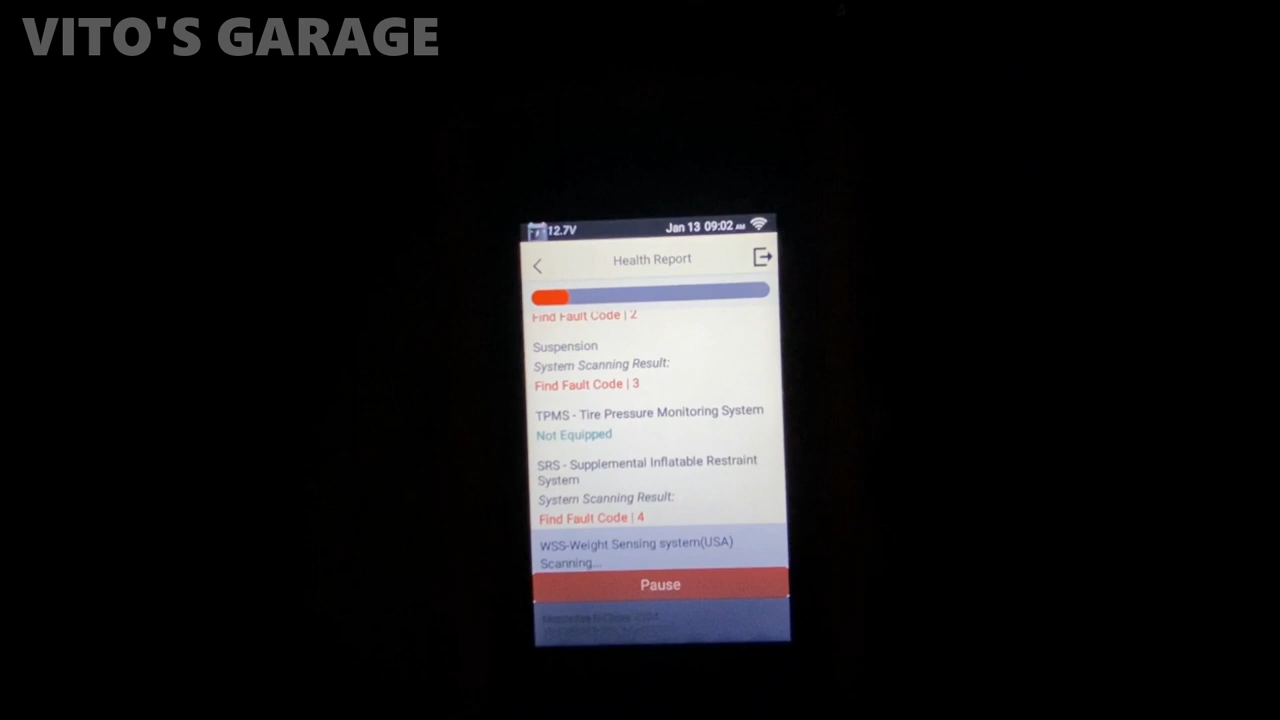 VITO'S GARAGE
12.7V
Jan 13 09:02 AM
Health Report
Find Fault Code | 2
Suspension
System Scanning Result:
Find Fault Code | 3
TPMS - Tire Pressure Monitoring System
Not Equipped
SRS - Supplemental Inflatable Restraint
System
System Scanning Result:
Find Fault Code | 4
WSS-Weight Sensing system(USA)
Scanning...
Pause